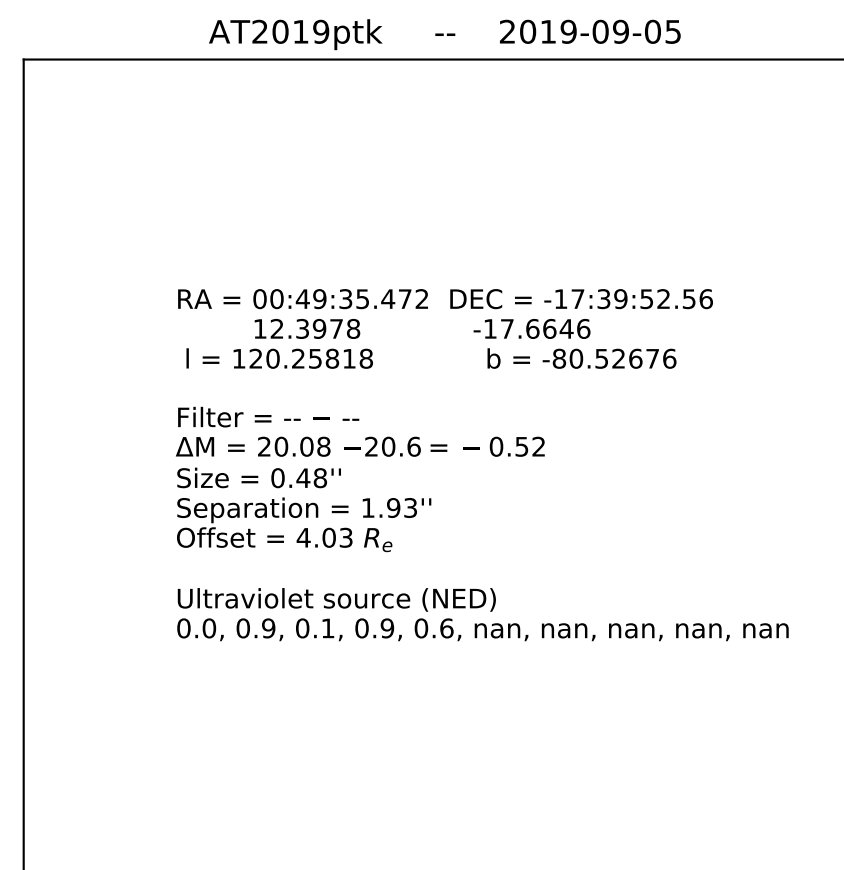 AT2019ptk -- 2019-09-05
RA = 00:49:35.472 DEC = -17:39:52.56
12.3978 -17.6646
l = 120.25818 b = -80.52676
Filter = -- − --
ΔM = 20.08 −20.6 = − 0.52
Size = 0.48''
Separation = 1.93''
Offset = 4.03 Re
Ultraviolet source (NED)
0.0, 0.9, 0.1, 0.9, 0.6, nan, nan, nan, nan, nan